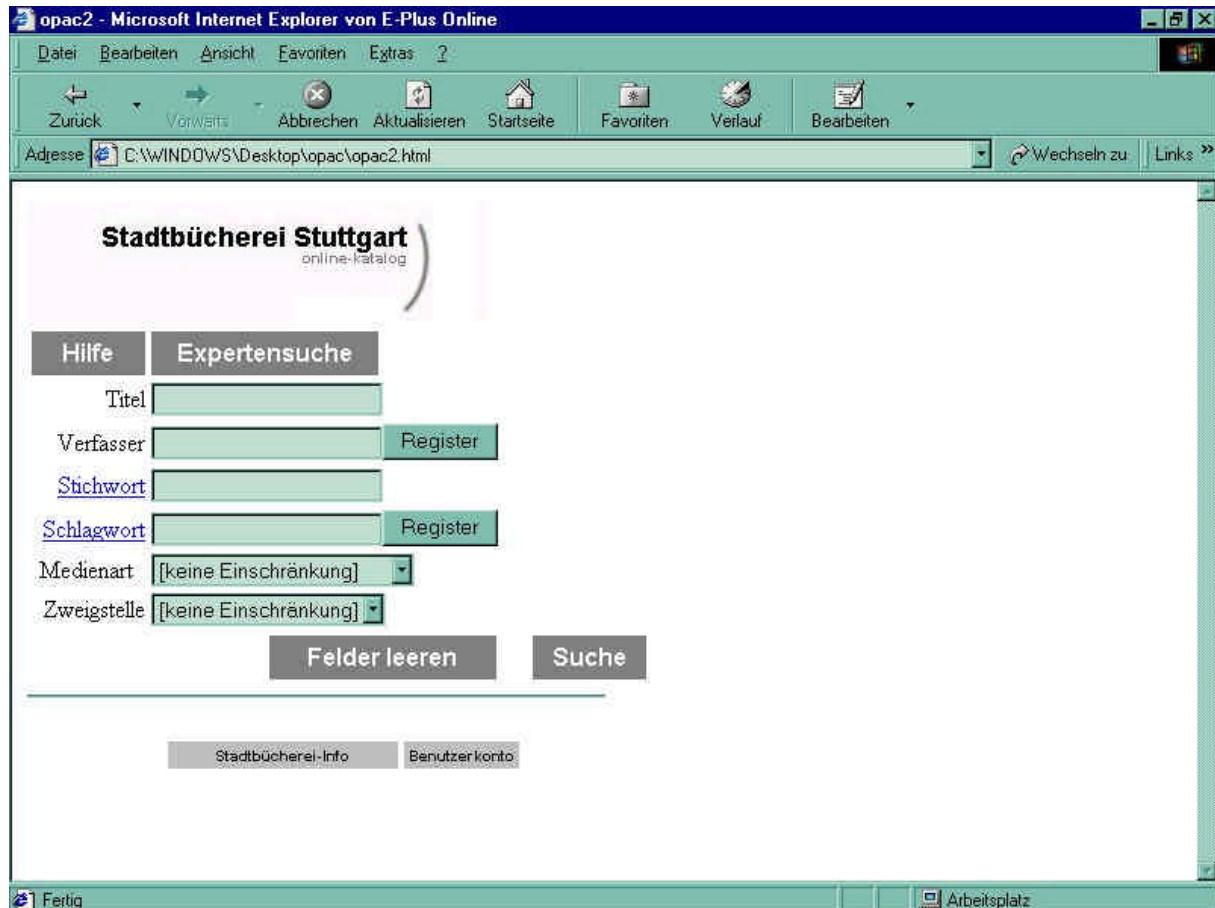 opac2 - Microsoft Internet Explorer von E-Plus Online
Datei Bearbeiten Ansicht Favoriten Extras ?
Zurück Vorwärts Abbrechen Aktualisieren Startseite Favoriten Verlauf Bearbeiten
Adresse C:\WINDOWS\Desktop\opac\opac2.html Wechseln zu Links »
Stadtbücherei Stuttgart
online-katalog
Hilfe Expertensuche
Titel
Verfasser Register
Stichwort
Schlagwort Register
Medienart [keine Einschränkung]
Zweigstelle [keine Einschränkung]
Felder leeren Suche
Stadtbücherei-Info Benutzerkonto
Fertig Arbeitsplatz